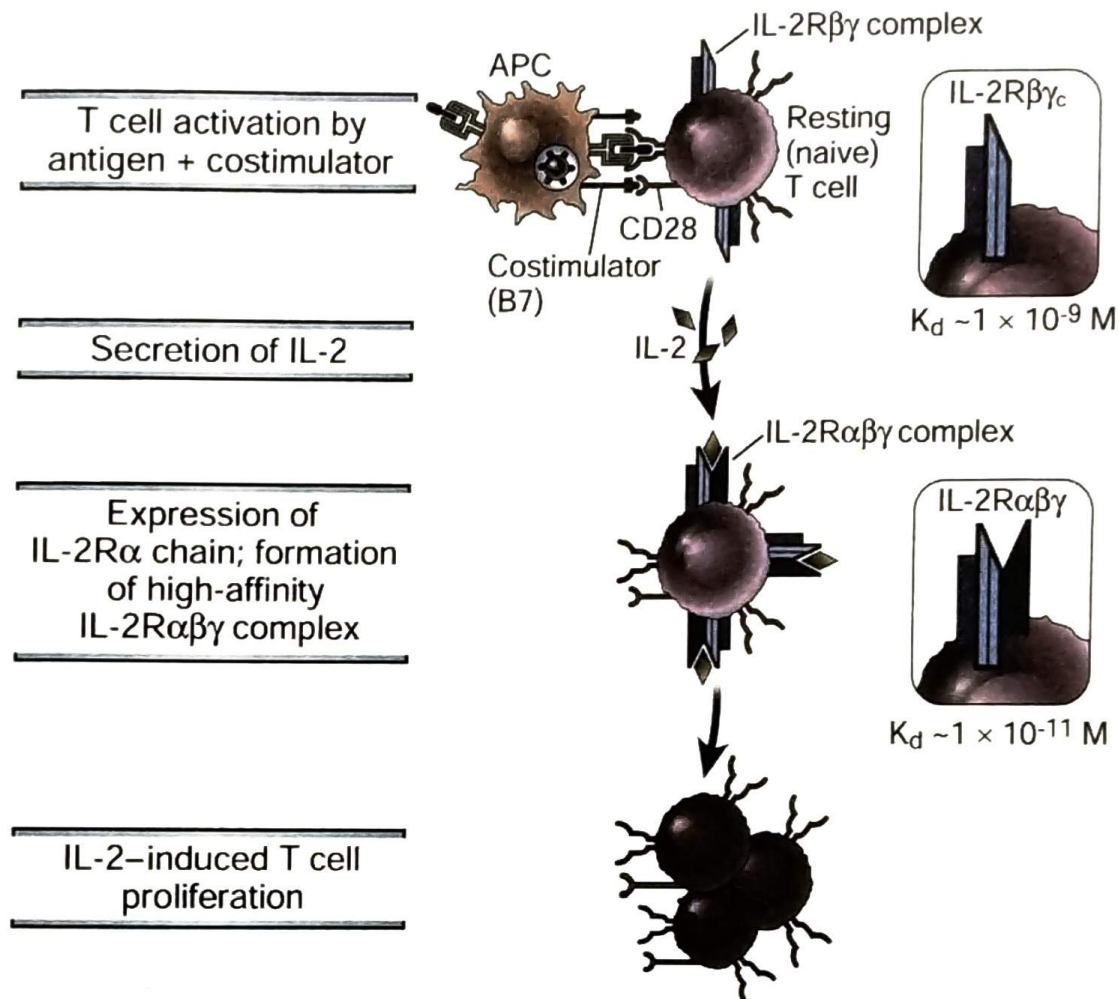 IL-2Rβγ complex
APC
T cell activation by
antigen + costimulator
Resting
(naive)
T cell
CD28
Costimulator
(B7)
IL-2Rβγc
Kd ~1 × 10-9 M
Secretion of IL-2
IL-2
IL-2Rαβγ complex
Expression of
IL-2Rα chain; formation
of high-affinity
IL-2Rαβγ complex
IL-2Rαβγ
Kd ~1 × 10-11 M
IL-2–induced T cell
proliferation